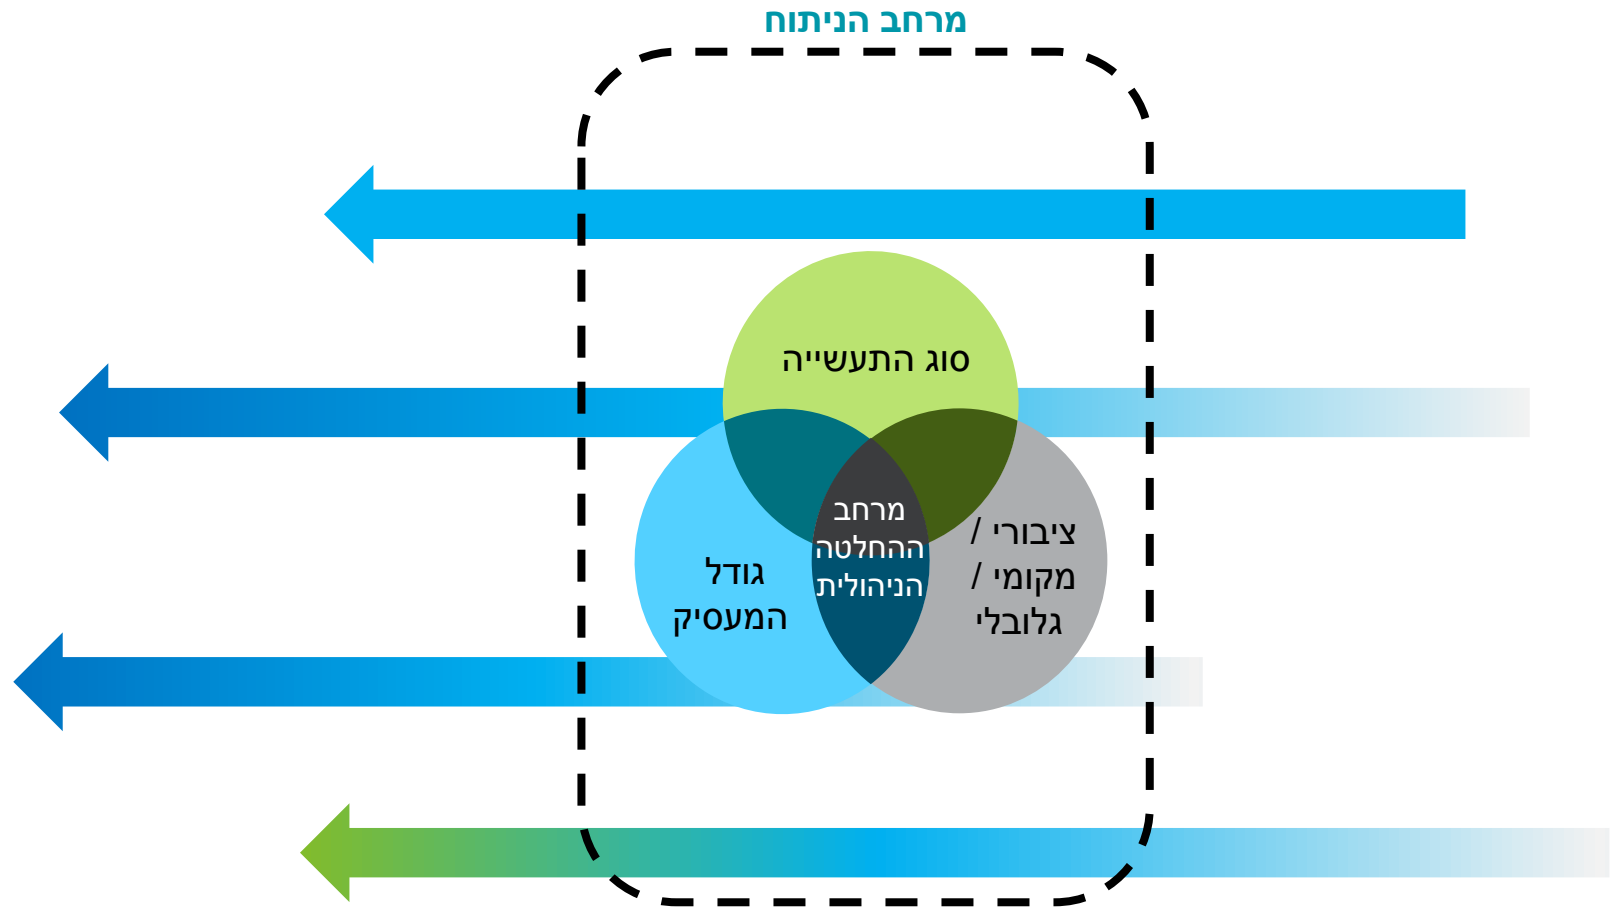 מרחב הניתוח
סוג התעשייה
מרחב
ההחלטה
הניהולית
ציבורי /
מקומי /
גלובלי
גודל
המעסיק